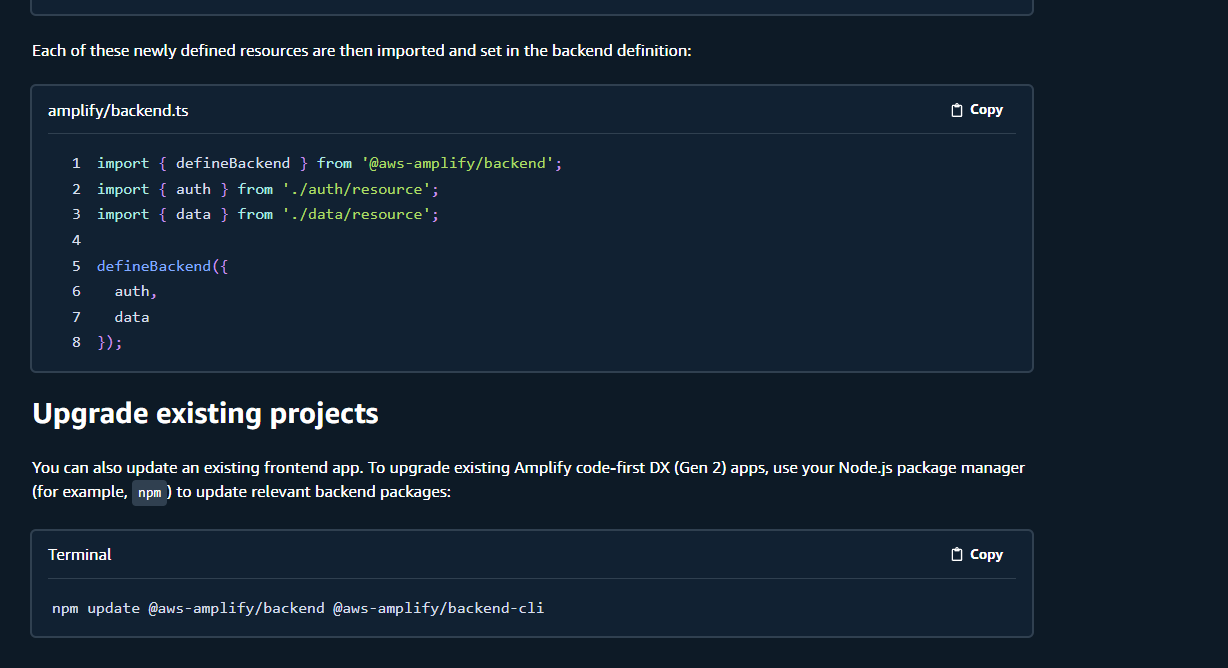 Each of these newly defined resources are then imported and set in the backend definition:
amplify/backend.ts
Copy
1 import { defineBackend } from '@aws-amplify/backend';
2 import { auth } from './auth/resource';
3 import { data } from './data/resource';
4
5 defineBackend({
6   auth,
7   data
8 });
Upgrade existing projects
You can also update an existing frontend app. To upgrade existing Amplify code-first DX (Gen 2) apps, use your Node.js package manager
(for example, npm) to update relevant backend packages:
Terminal
Copy
npm update @aws-amplify/backend @aws-amplify/backend-cli